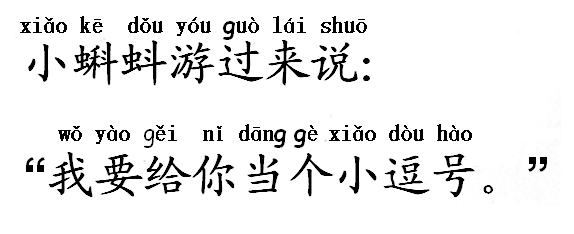 xiǎo kē dǒu yóu guò lái shuō
小蝌蚪游过来说:
wǒ yào gěi nǐ dāng gè xiǎo dòu hào
“我要给你当个小逗号。”